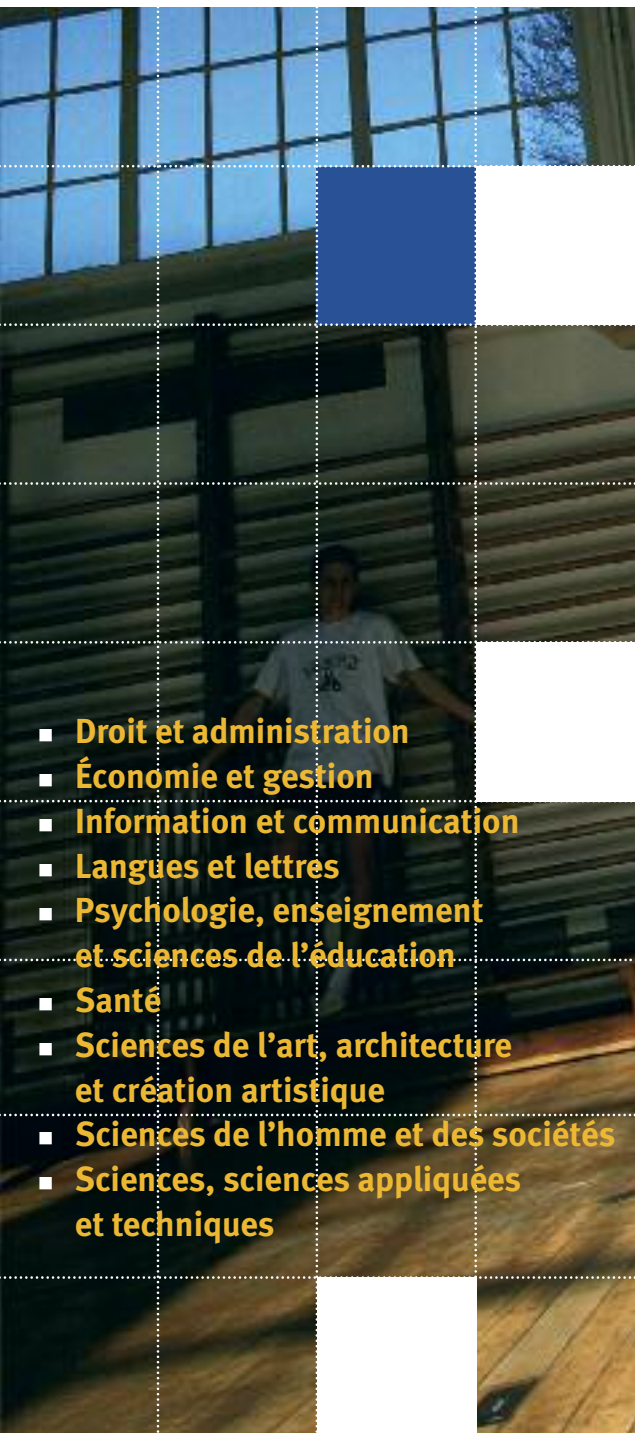 ▪ Droit et administration
▪ Économie et gestion
▪ Information et communication
▪ Langues et lettres
▪ Psychologie, enseignement
et sciences de l’éducation
▪ Santé
▪ Sciences de l’art, architecture
et création artistique
▪ Sciences de l’homme et des sociétés
▪ Sciences, sciences appliquées
et techniques